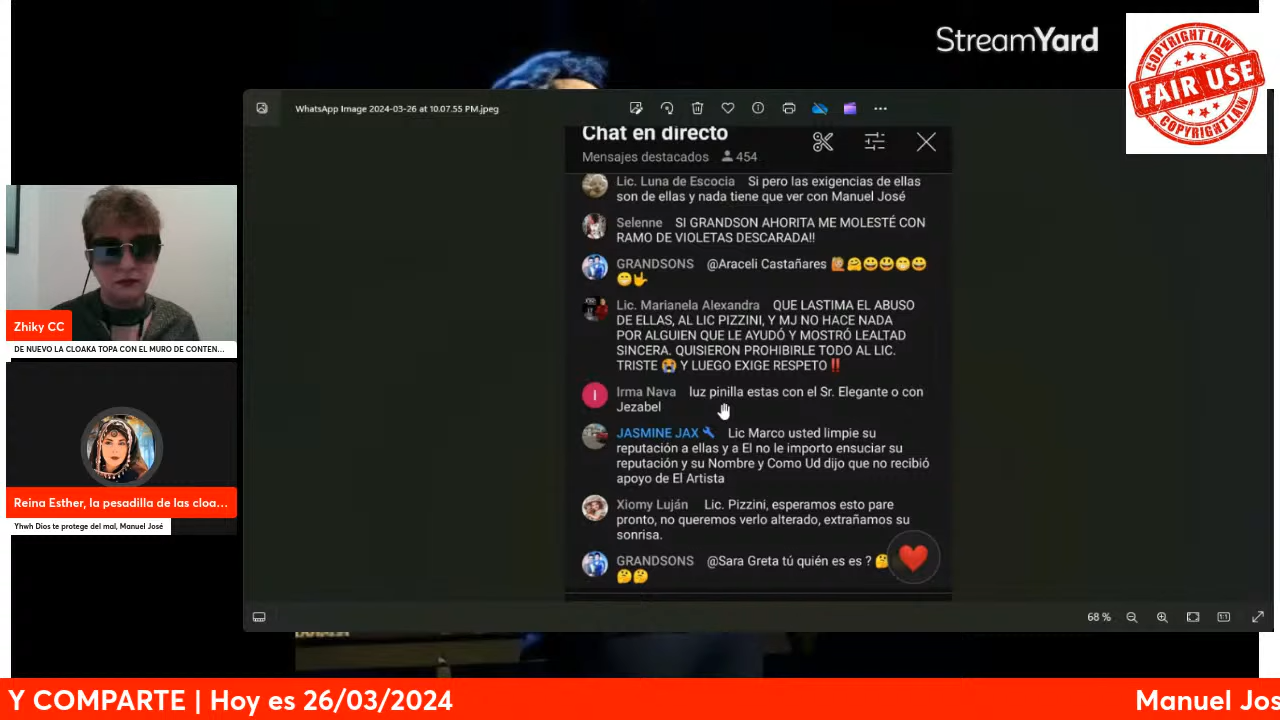 StreamYard
COPYRIGHT LAW
FAIR USE
COPYRIGHT LAW
WhatsApp Image 2024-03-26 at 10.07.55 PM.jpeg
Chat en directo
Mensajes destacados 454
Lic. Luna de Escocia Si pero las exigencias de ellas
son de ellas y nada tiene que ver con Manuel José
Selenne SI GRANDSON AHORITA ME MOLESTÉ CON
RAMO DE VIOLETAS DESCARADA!!
GRANDSONS @Araceli Castañares 🙋🤗😃😃😁😀
😁🤟
Lic. Marianela Alexandra QUE LASTIMA EL ABUSO
DE ELLAS, AL LIC PIZZINI, Y MJ NO HACE NADA
POR ALGUIEN QUE LE AYUDÓ Y MOSTRÓ LEALTAD
SINCERA. QUISIERON PROHIBIRLE TODO AL LIC.
TRISTE 😭 Y LUEGO EXIGE RESPETO ‼️
I
Irma Nava luz pinilla estas con el Sr. Elegante o con
Jezabel
JASMINE JAX Lic Marco usted limpie su
reputación a ellas y a El no le importo ensuciar su
reputación y su Nombre y Como Ud dijo que no recibió
apoyo de El Artista
Xiomy Luján Lic. Pizzini, esperamos esto pare
pronto, no queremos verlo alterado, extrañamos su
sonrisa.
GRANDSONS @Sara Greta tú quién es es ? 🤔
🤔🤔
68 %
1:1
Zhiky CC
DE NUEVO LA CLOAKA TOPA CON EL MURO DE CONTEN...
Reina Esther, la pesadilla de las cloa...
Yhwh Dios te protege del mal, Manuel José
Y COMPARTE | Hoy es 26/03/2024
Manuel Jos